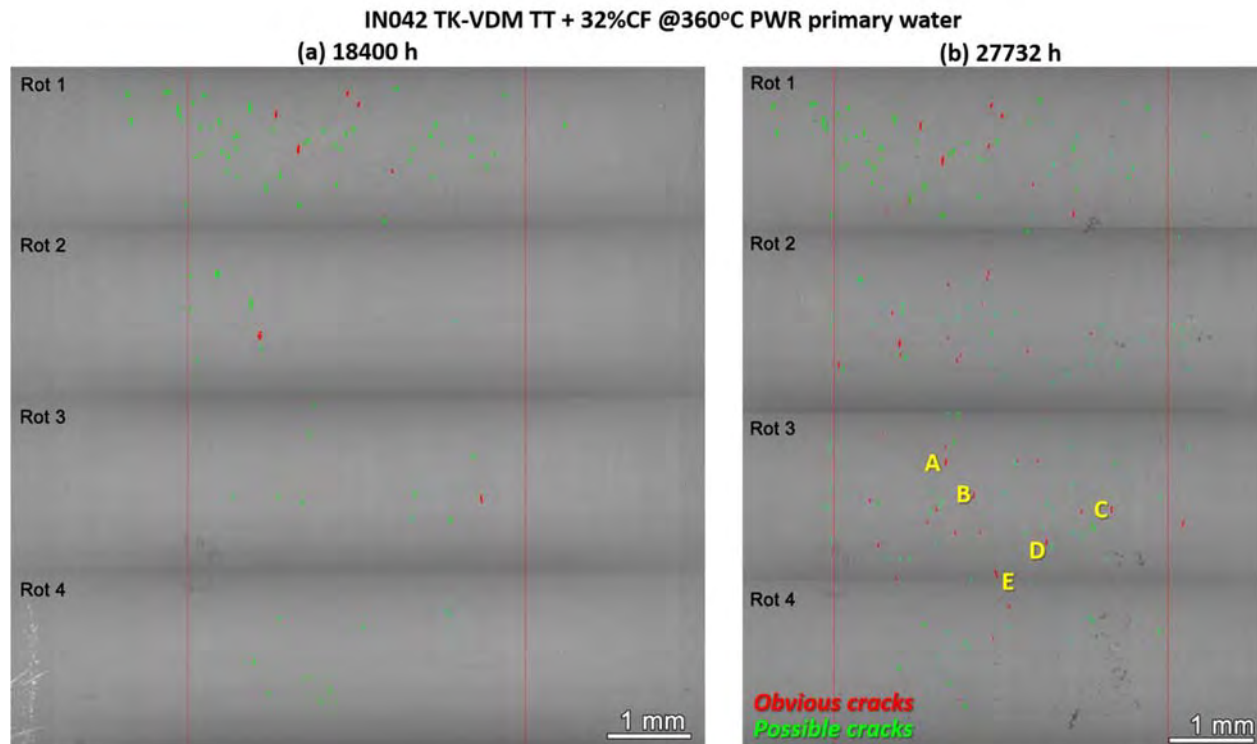 IN042 TK-VDM TT + 32%CF @360°C PWR primary water
(a) 18400 h
Rot 1
Rot 2
Rot 3
Rot 4
1 mm
(b) 27732 h
Rot 1
Rot 2
Rot 3
A
B
C
D
E
Rot 4
Obvious cracks
Possible cracks
1 mm